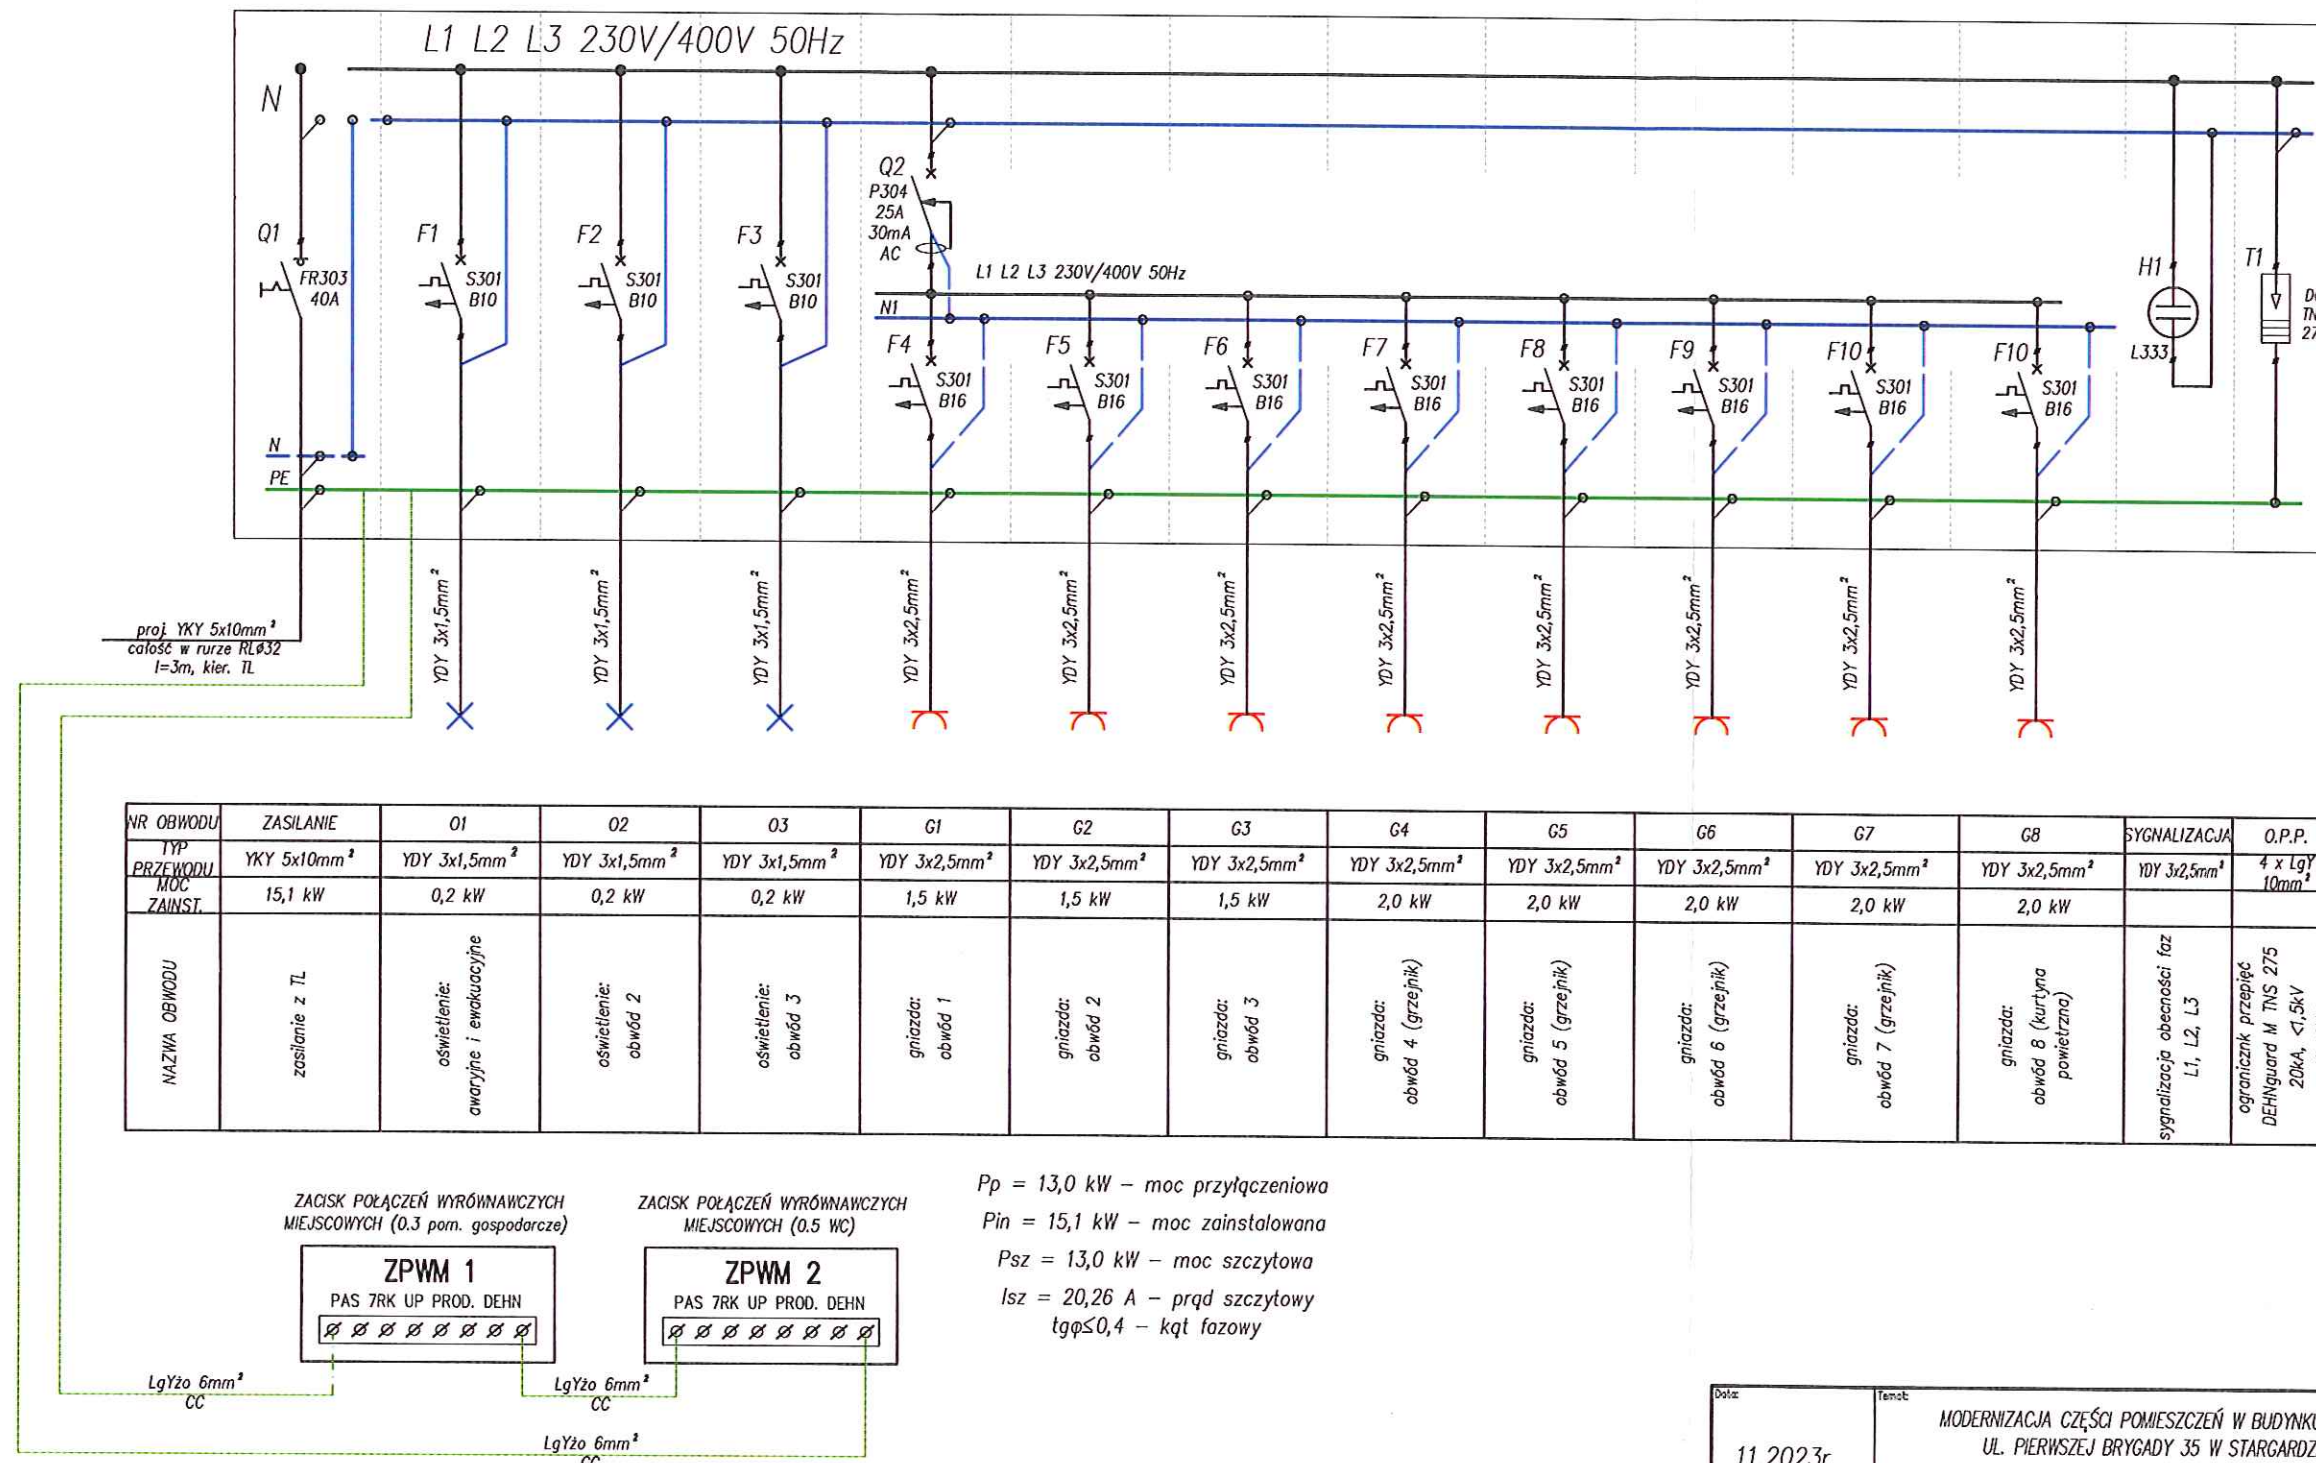 L1 L2 L3 230V/400V 50Hz
N
Q1
FR303
40A
F1
S301
B10
F2
S301
B10
F3
S301
B10
Q2
P304
25A
30mA
AC
L1 L2 L3 230V/400V 50Hz
N1
F4
S301
B16
F5
S301
B16
F6
S301
B16
F7
S301
B16
F8
S301
B16
F9
S301
B16
F10
S301
B16
F10
S301
B16
H1
L333
T1
N
PE
proj. YKY 5x10mm²
całość w rurze RLø32
l=3m, kier. TL
YDY 3x1,5mm²
YDY 3x1,5mm²
YDY 3x1,5mm²
YDY 3x2,5mm²
YDY 3x2,5mm²
YDY 3x2,5mm²
YDY 3x2,5mm²
YDY 3x2,5mm²
YDY 3x2,5mm²
YDY 3x2,5mm²
YDY 3x2,5mm²
NR OBWODU ZASILANIE O1 O2 O3 G1 G2 G3 G4 G5 G6 G7 G8 SYGNALIZACJA O.P.P.
TYP
PRZEWODU
YKY 5x10mm² YDY 3x1,5mm² YDY 3x1,5mm² YDY 3x1,5mm² YDY 3x2,5mm² YDY 3x2,5mm² YDY 3x2,5mm² YDY 3x2,5mm² YDY 3x2,5mm² YDY 3x2,5mm² YDY 3x2,5mm² YDY 3x2,5mm² YDY 3x2,5mm²
4 x LgY
10mm²
MOC
ZAINST.
15,1 kW 0,2 kW 0,2 kW 0,2 kW 1,5 kW 1,5 kW 1,5 kW 2,0 kW 2,0 kW 2,0 kW 2,0 kW 2,0 kW
NAZWA OBWODU
zasilanie z TL
oświetlenie:
awaryjne i ewakuacyjne
oświetlenie:
obwód 2
oświetlenie:
obwód 3
gniazda:
obwód 1
gniazda:
obwód 2
gniazda:
obwód 3
gniazda:
obwód 4 (grzejnik)
gniazda:
obwód 5 (grzejnik)
gniazda:
obwód 6 (grzejnik)
gniazda:
obwód 7 (grzejnik)
gniazda:
obwód 8 (kurtyna
powietrzna)
sygnalizacja obecności faz
L1, L2, L3
ogranicznk przepięć
DEHNguard M TNS 275
20kA, <1,5kV
ZACISK POŁĄCZEŃ WYRÓWNAWCZYCH
MIEJSCOWYCH (0.3 pom. gospodarcze)
ZPWM 1
PAS 7RK UP PROD. DEHN
ZACISK POŁĄCZEŃ WYRÓWNAWCZYCH
MIEJSCOWYCH (0.5 WC)
ZPWM 2
PAS 7RK UP PROD. DEHN
Pp = 13,0 kW – moc przyłączeniowa
Pin = 15,1 kW – moc zainstalowana
Psz = 13,0 kW – moc szczytowa
Isz = 20,26 A – prąd szczytowy
tgφ≤0,4 – kąt fazowy
LgYżo 6mm²
CC
LgYżo 6mm²
CC
LgYżo 6mm²
CC
Data:
11.2023r
Temat:
MODERNIZACJA CZĘŚCI POMIESZCZEŃ W BUDYNKU
UL. PIERWSZEJ BRYGADY 35 W STARGARDZ